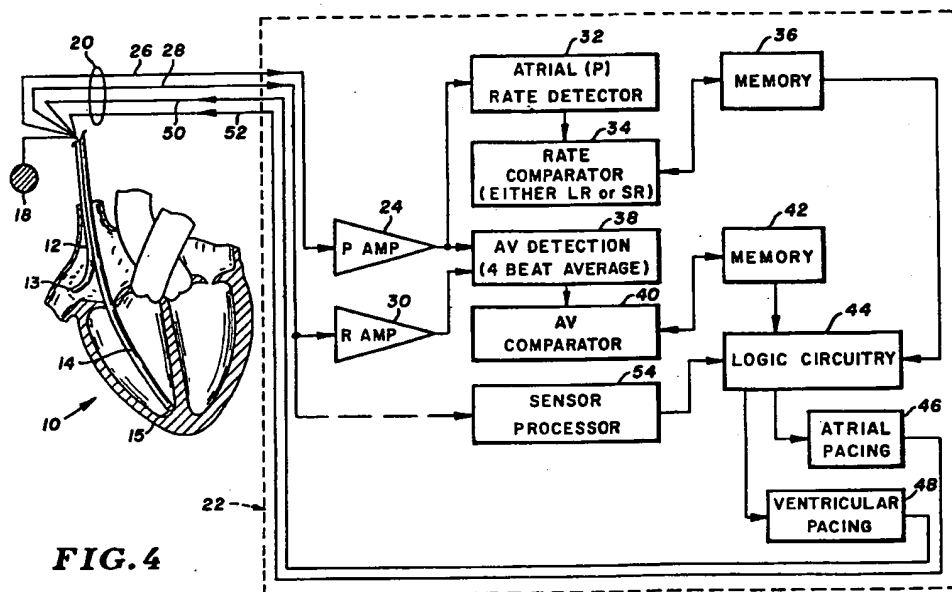 20
26
28
50
52
18
12
13
14
10
15
22
24
P AMP
30
R AMP
32
ATRIAL (P)
RATE DETECTOR
34
RATE
COMPARATOR
(EITHER LR or SR)
36
MEMORY
38
AV DETECTION
(4 BEAT AVERAGE)
40
AV
COMPARATOR
42
MEMORY
44
LOGIC CIRCUITRY
54
SENSOR
PROCESSOR
46
ATRIAL
PACING
48
VENTRICULAR
PACING
FIG. 4